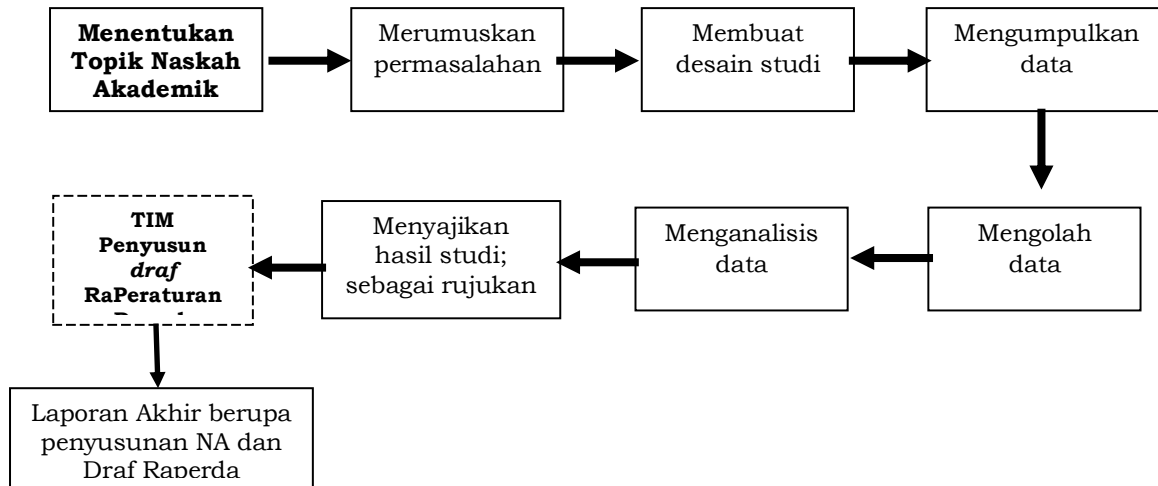 Menentukan
Topik Naskah
Akademik
Merumuskan
permasalahan
Membuat
desain studi
Mengumpulkan
data
Mengolah
data
Menganalisis
data
Menyajikan
hasil studi;
sebagai rujukan
TIM
Penyusun
draf
RaPeraturan
Laporan Akhir berupa
penyusunan NA dan
Draf Raperda